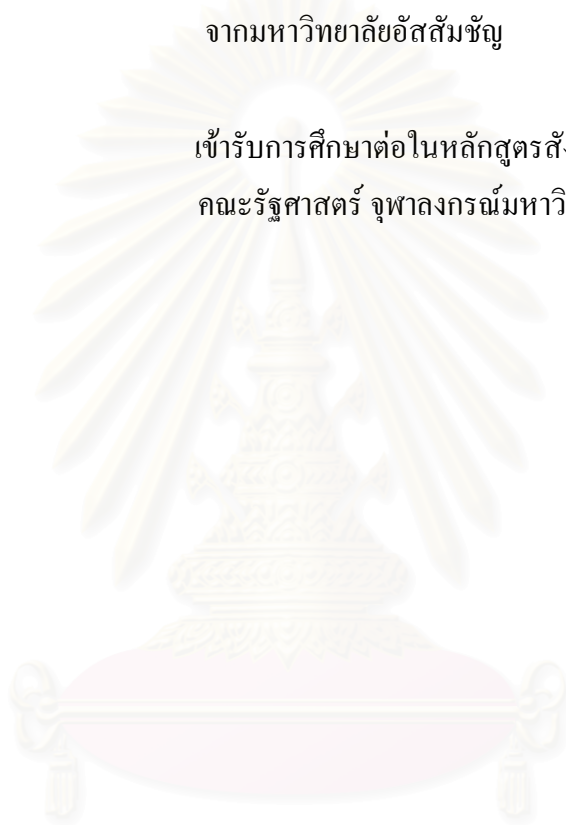 จากมหาวิทยาลัยอัสสัมชัญ
เข้ารับการศึกษาต่อในหลักสูตรสั
คณะรัฐศาสตร์ จุฬาลงกรณ์มหาวิ